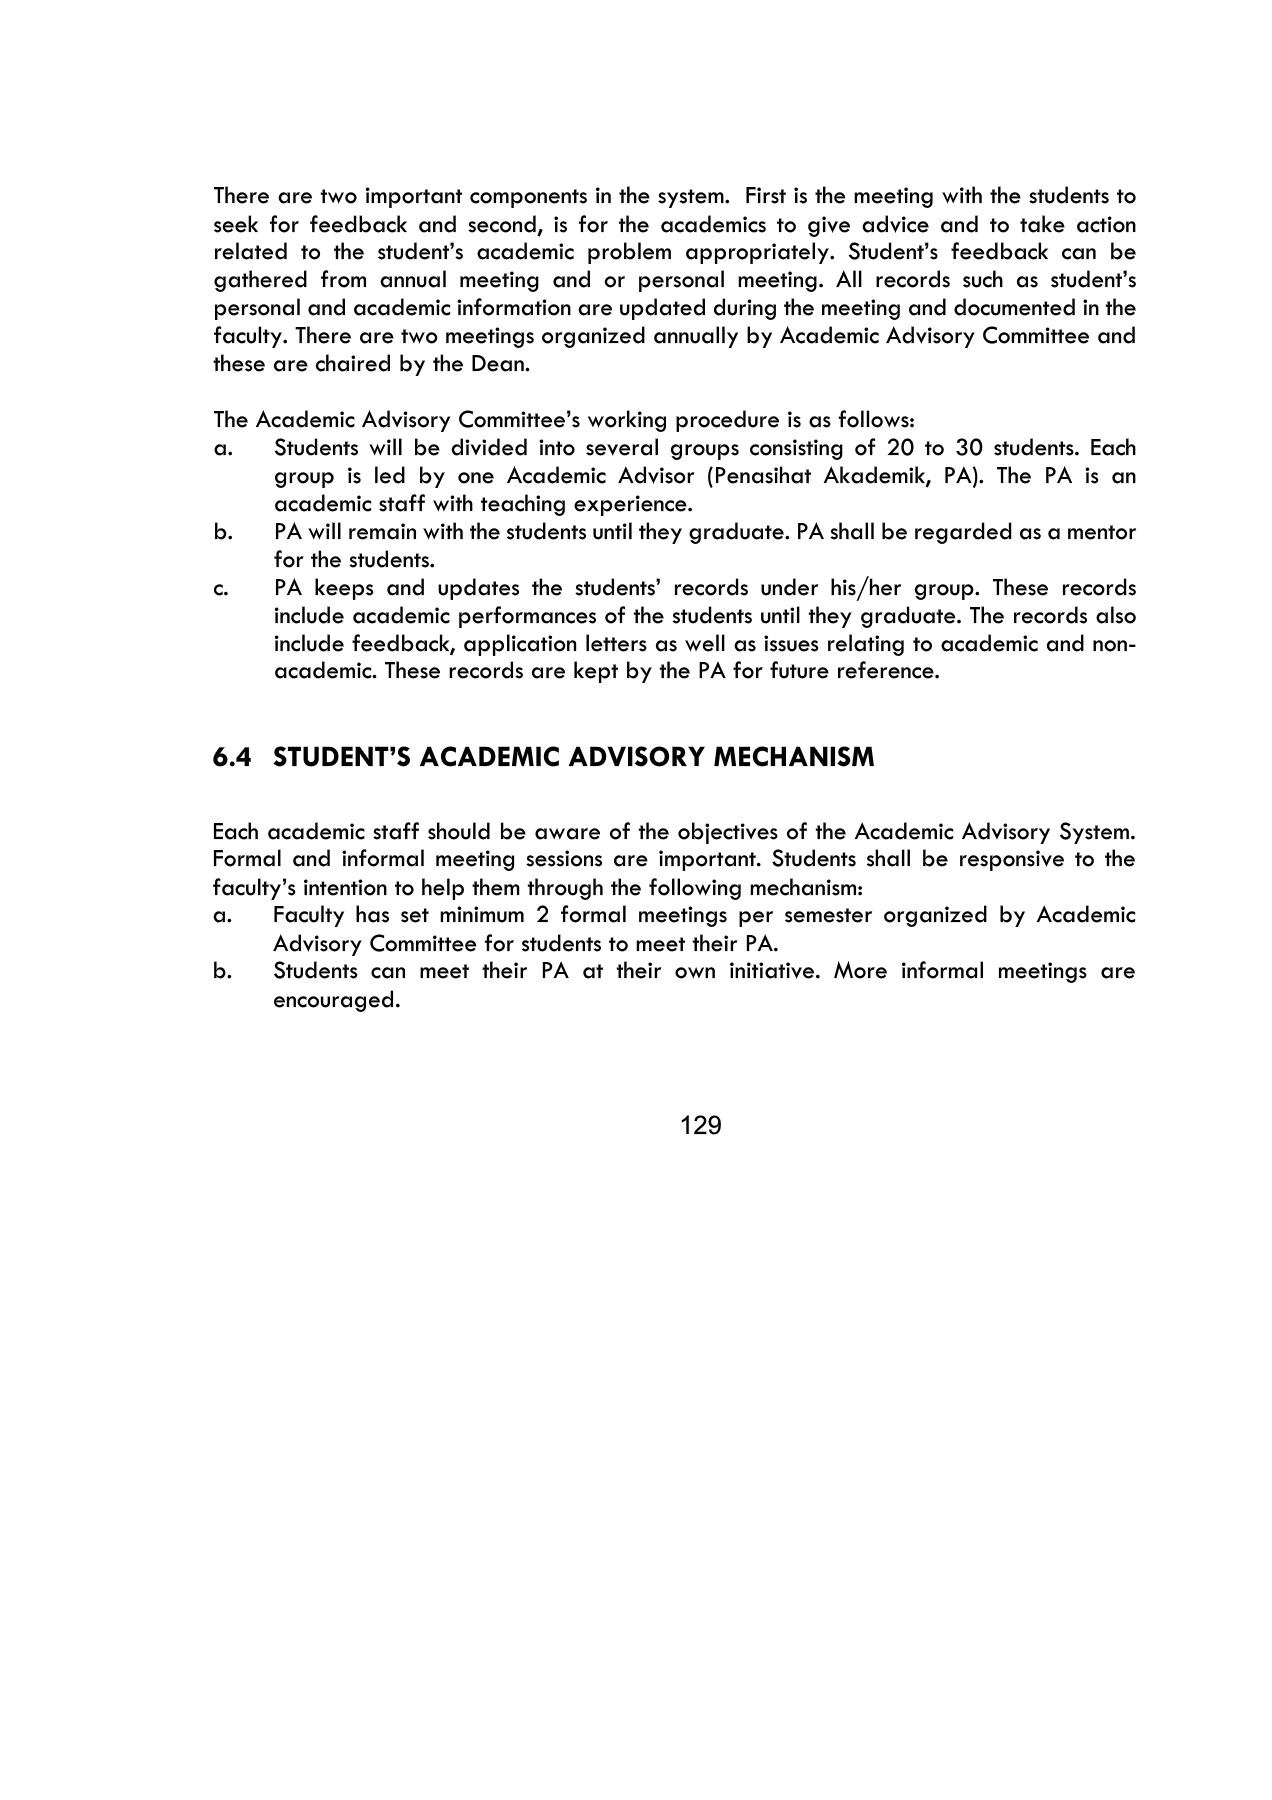 There are two important components in the system.  First is the meeting with the students to
seek for feedback and second, is for the academics to give advice and to take action
related to the student’s academic problem appropriately. Student’s feedback can be
gathered from annual meeting and or personal meeting. All records such as student’s
personal and academic information are updated during the meeting and documented in the
faculty. There are two meetings organized annually by Academic Advisory Committee and
these are chaired by the Dean.
The Academic Advisory Committee’s working procedure is as follows:
a. Students will be divided into several groups consisting of 20 to 30 students. Each
group is led by one Academic Advisor (Penasihat Akademik, PA). The PA is an
academic staff with teaching experience.
b. PA will remain with the students until they graduate. PA shall be regarded as a mentor
for the students.
c. PA keeps and updates the students’ records under his/her group. These records
include academic performances of the students until they graduate. The records also
include feedback, application letters as well as issues relating to academic and non-
academic. These records are kept by the PA for future reference.
6.4 STUDENT’S ACADEMIC ADVISORY MECHANISM
Each academic staff should be aware of the objectives of the Academic Advisory System.
Formal and informal meeting sessions are important. Students shall be responsive to the
faculty’s intention to help them through the following mechanism:
a. Faculty has set minimum 2 formal meetings per semester organized by Academic
Advisory Committee for students to meet their PA.
b. Students can meet their PA at their own initiative. More informal meetings are
encouraged.
129